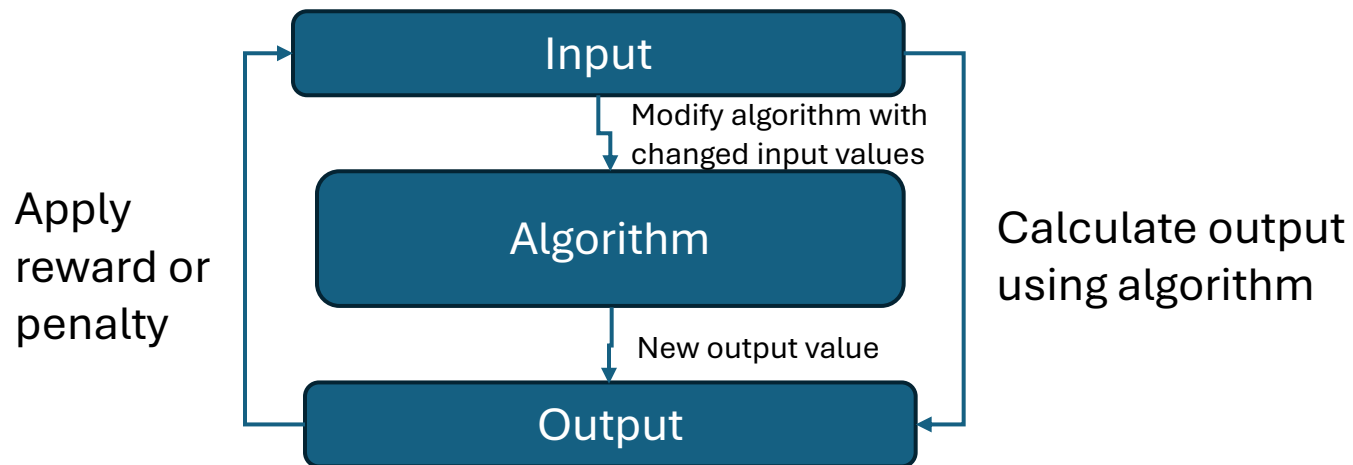 Input
Modify algorithm with
changed input values
Apply
reward or
penalty
Algorithm
Calculate output
using algorithm
New output value
Output